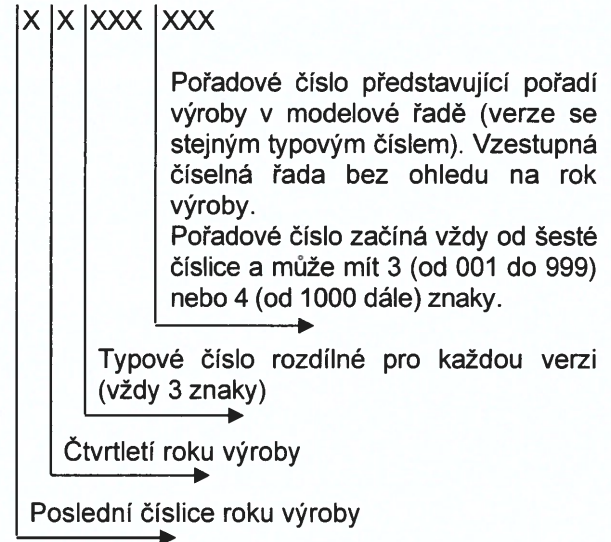 X X XXX XXX
Pořadové číslo představující pořadí
výroby v modelové řadě (verze se
stejným typovým číslem). Vzestupná
číselná řada bez ohledu na rok
výroby.
Pořadové číslo začíná vždy od šesté
číslice a může mít 3 (od 001 do 999)
nebo 4 (od 1000 dále) znaky.
Typové číslo rozdílné pro každou verzi
(vždy 3 znaky)
Čtvrtletí roku výroby
Poslední číslice roku výroby